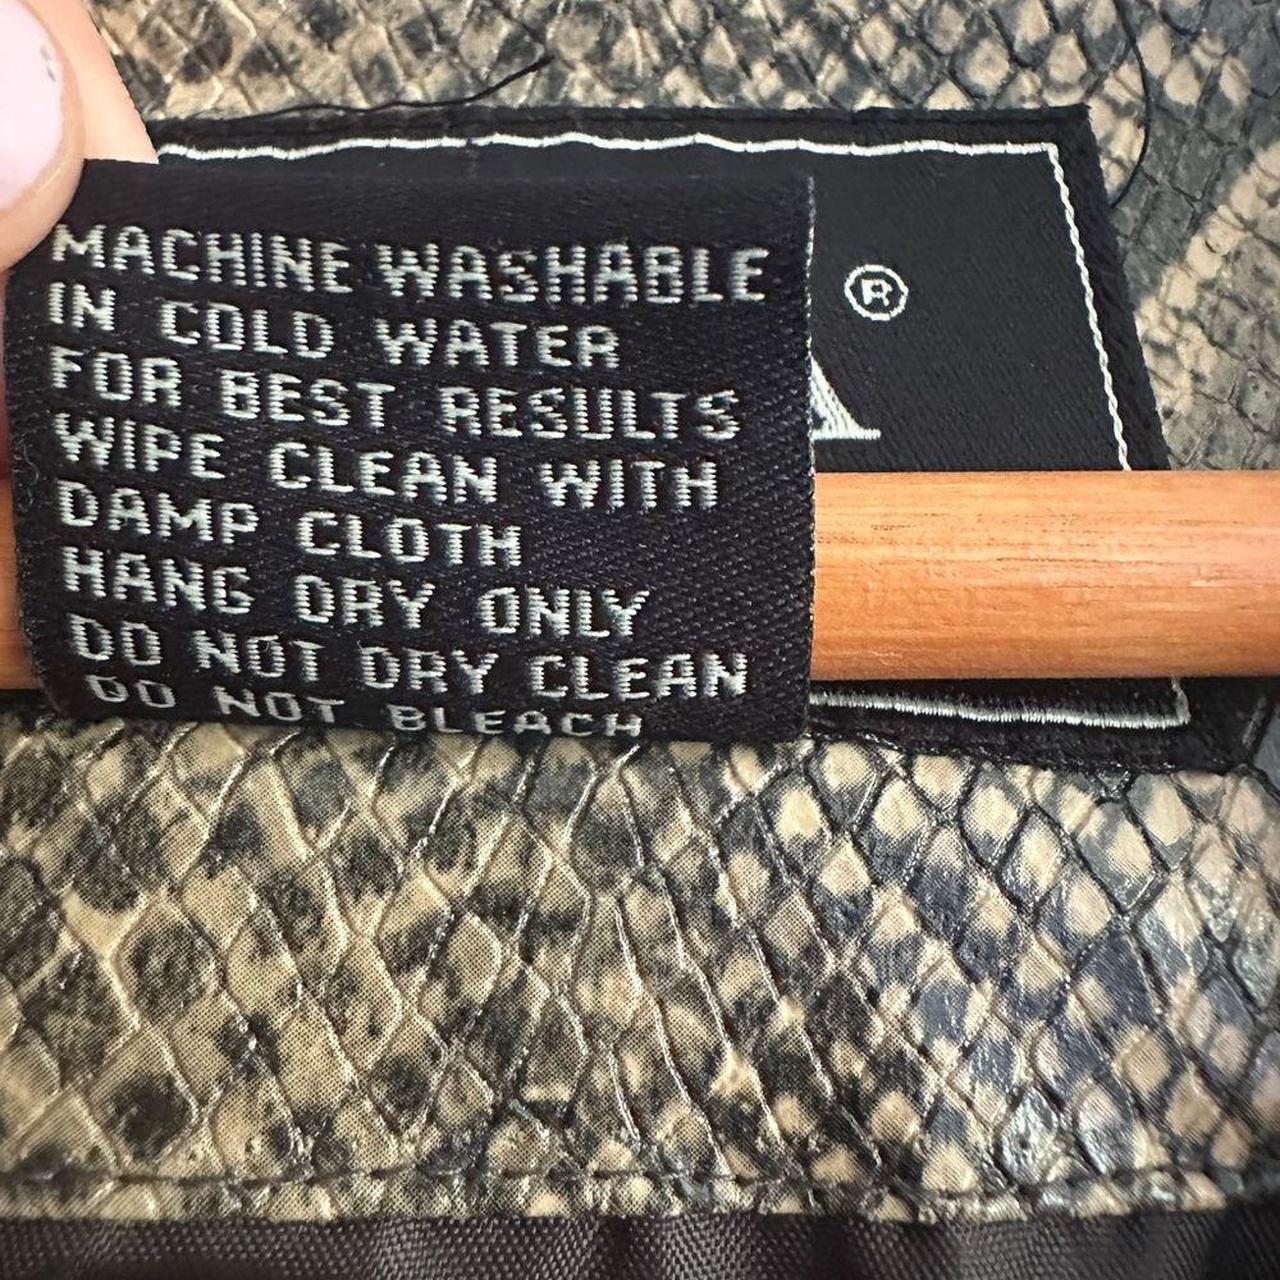 MACHINE WASHABLE
IN COLD WATER
FOR BEST RESULTS
WIPE CLEAN WITH
DAMP CLOTH
HANG DRY ONLY
DO NOT DRY CLEAN
DO NOT BLEACH
®
A